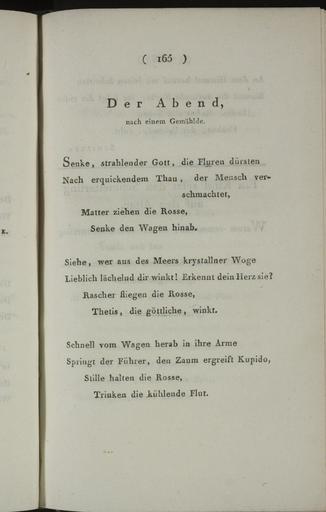 ( 165 )
Der Abend,
nach einem Gemählde.
Senke, strahlender Gott, die Fluren dürsten
Nach erquickendem Thau, der Mensch ver-
schmachtet,
Matter ziehen die Rosse,
Senke den Wagen hinab.
Siehe, wer aus des Meers krystallner Woge
Lieblich lächelnd dir winkt! Erkennt dein Herz sie?
Rascher fliegen die Rosse,
Thetis, die göttliche, winkt.
Schnell vom Wagen herab in ihre Arme
Springt der Führer, den Zaum ergreift Kupido,
Stille halten die Rosse,
Trinken die kühlende Flut.